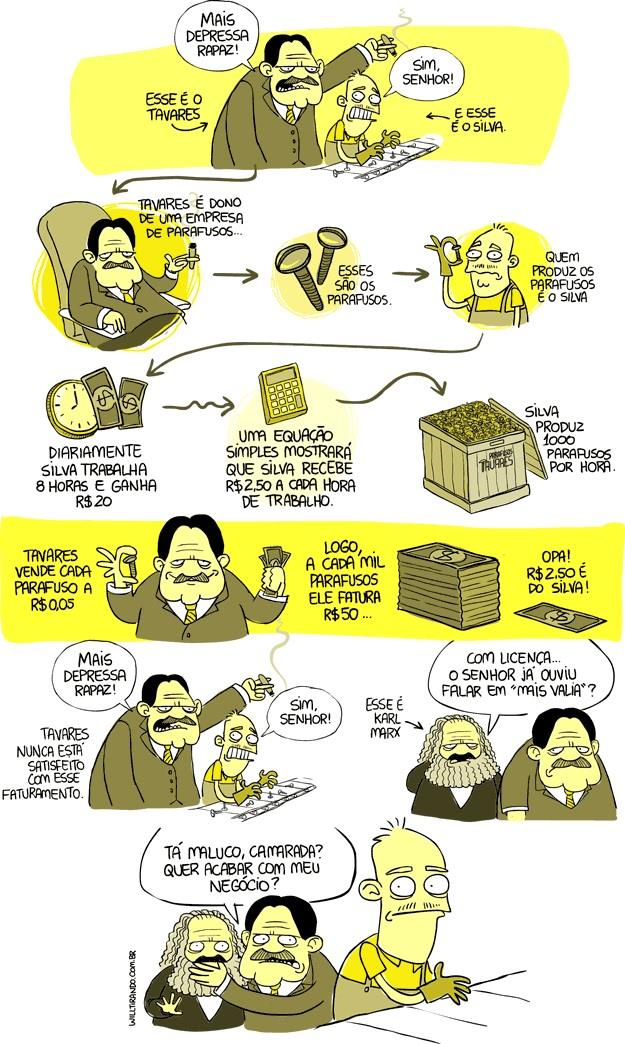 MAIS
DEPRESSA
RAPAZ!
SIM,
SENHOR!
ESSE É O
TAVARES
E ESSE
É O SILVA.
TAVARES É DONO
DE UMA EMPRESA
DE PARAFUSOS...
ESSES
SÃO OS
PARAFUSOS.
QUEM
PRODUZ OS
PARAFUSOS
É O SILVA
DIARIAMENTE
SILVA TRABALHA
8 HORAS E GANHA
R$20
UMA EQUAÇÃO
SIMPLES MOSTRARÁ
QUE SILVA RECEBE
R$2,50 A CADA HORA
DE TRABALHO.
PARAFUSOS
TAVARES
SILVA
PRODUZ
1000
PARAFUSOS
POR HORA.
TAVARES
VENDE CADA
PARAFUSO A
R$0,05
LOGO,
A CADA MIL
PARAFUSOS
ELE FATURA
R$50 ...
OPA!
R$2,50 É
DO SILVA!
MAIS
DEPRESSA
RAPAZ!
SIM,
SENHOR!
TAVARES
NUNCA ESTÁ
SATISFEITO
COM ESSE
FATURAMENTO.
COM LICENÇA...
O SENHOR JÁ OUVIU
FALAR EM "MAIS VALIA"?
ESSE É
KARL
MARX
TÁ MALUCO, CAMARADA?
QUER ACABAR COM MEU
NEGÓCIO?
WILLTIRANDO.COM.BR